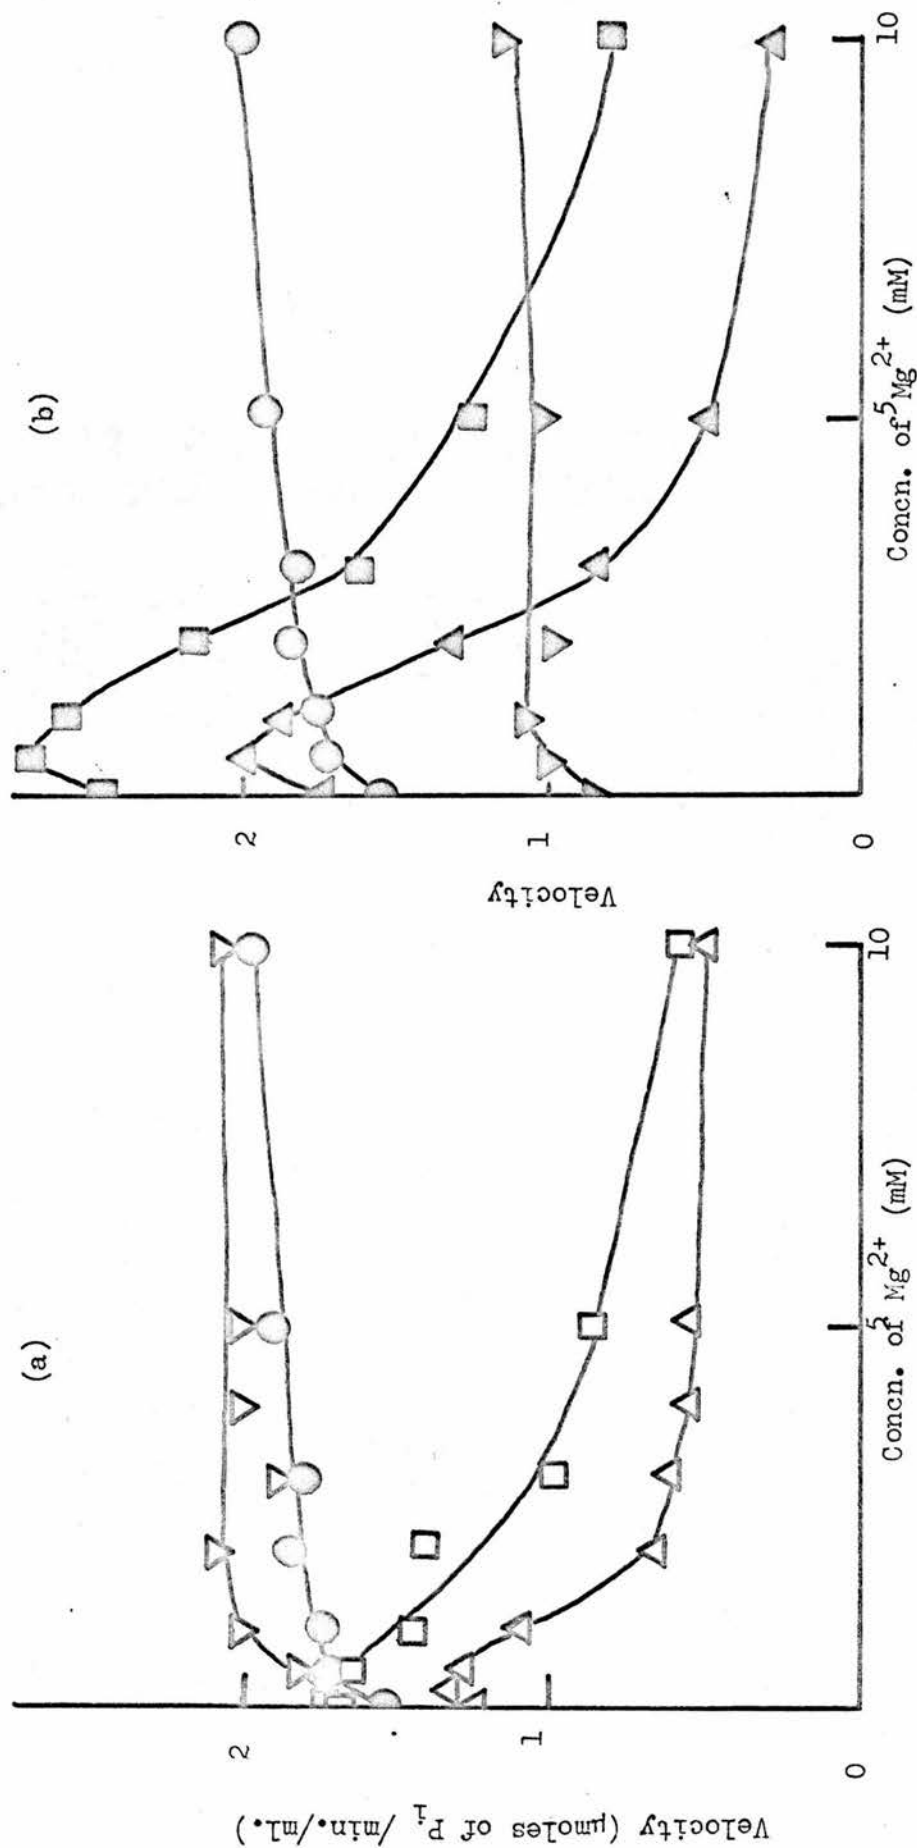 (a)
Velocity (μmoles of Pi /min./ml.)
2
1
0
5
10
Concn. of Mg2+ (mM)
(b)
Velocity
2
1
0
5
10
Concn. of Mg2+ (mM)